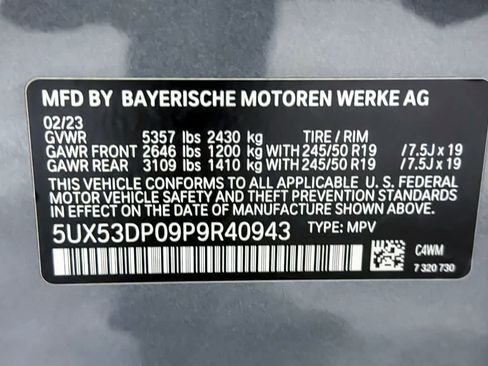 MFD BY BAYERISCHE MOTOREN WERKE AG
02/23
GVWR 5357 lbs 2430 kg TIRE / RIM
GAWR FRONT 2646 lbs 1200 kg WITH 245/50 R19 /7.5J x 19
GAWR REAR 3109 lbs 1410 kg WITH 245/50 R19 /7.5J x 19
THIS VEHICLE CONFORMS TO ALL APPLICABLE U. S. FEDERAL
MOTOR VEHICLE SAFETY AND THEFT PREVENTION STANDARDS
IN EFFECT ON THE DATE OF MANUFACTURE SHOWN ABOVE.
5UX53DP09P9R40943 TYPE: MPV
C4WM
7 320 730